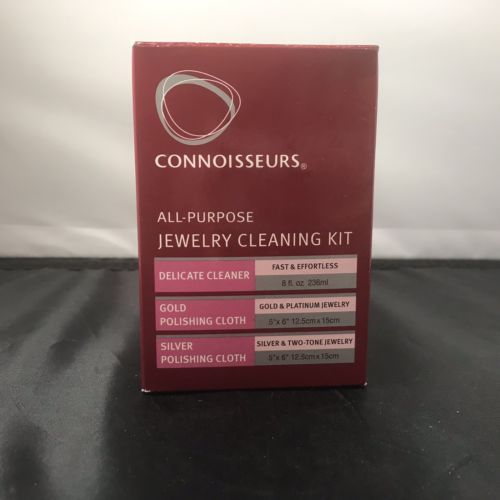 CONNOISSEURS®
ALL-PURPOSE
JEWELRY CLEANING KIT
DELICATE CLEANER
FAST & EFFORTLESS
8 fl. oz 236ml
GOLD
POLISHING CLOTH
GOLD & PLATINUM JEWELRY
5"x 6" 12.5cm x 15cm
SILVER
POLISHING CLOTH
SILVER & TWO-TONE JEWELRY
5"x 6" 12.5cm x 15cm